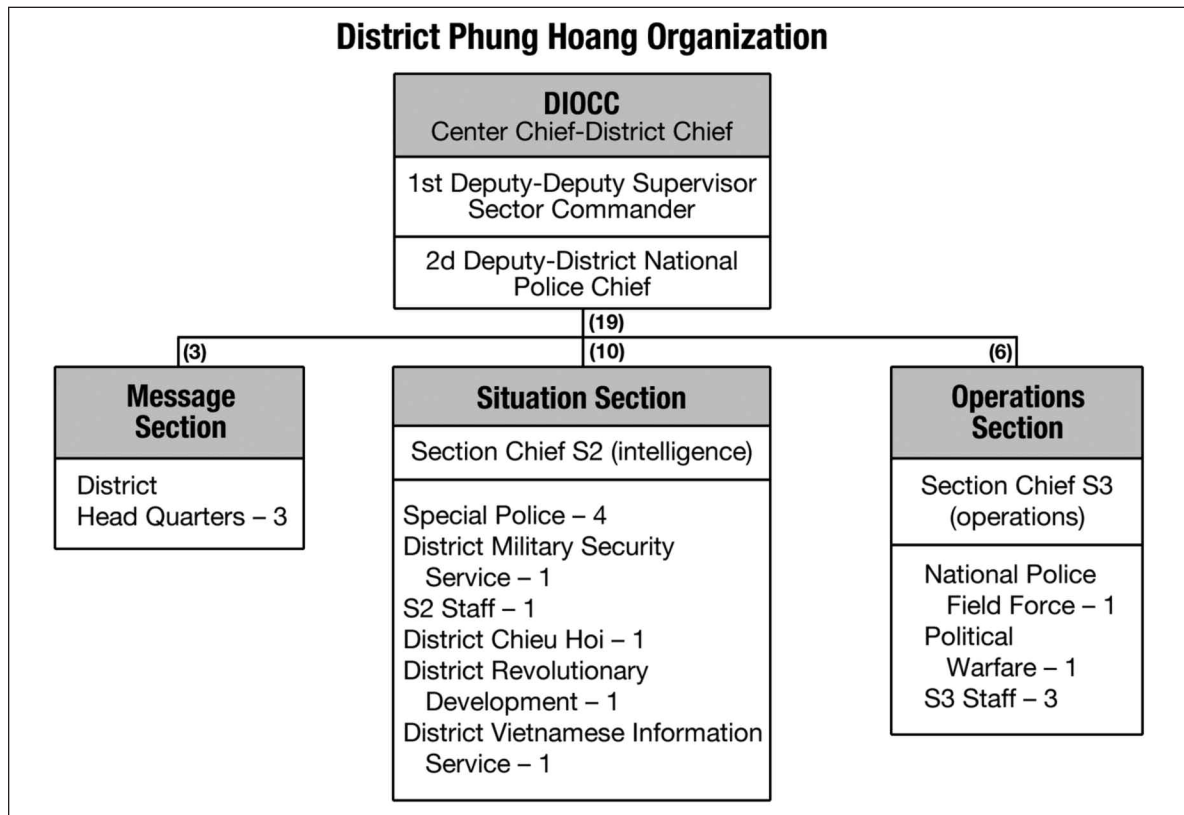 District Phung Hoang Organization
DIOCC
Center Chief-District Chief
1st Deputy-Deputy Supervisor
Sector Commander
2d Deputy-District National
Police Chief
(19)
(3)
(10)
(6)
Message
Section
District
Head Quarters – 3
Situation Section
Section Chief S2 (intelligence)
Special Police – 4
District Military Security
Service – 1
S2 Staff – 1
District Chieu Hoi – 1
District Revolutionary
Development – 1
District Vietnamese Information
Service – 1
Operations
Section
Section Chief S3
(operations)
National Police
Field Force – 1
Political
Warfare – 1
S3 Staff – 3